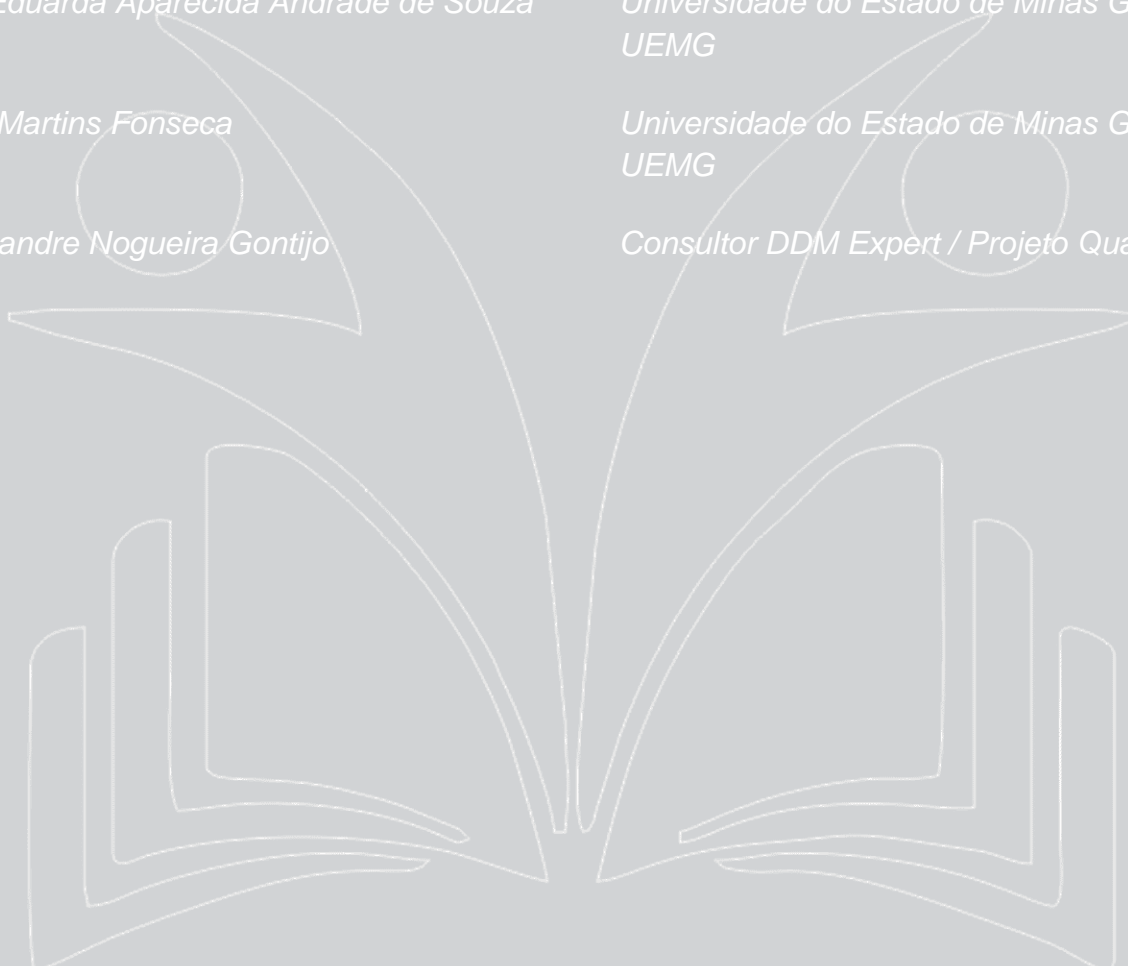 Eduarda Aparecida Andrade de Souza
Universidade do Estado de Minas G
UEMG
Martins Fonseca
Universidade do Estado de Minas G
UEMG
andre Nogueira Gontijo
Consultor DDM Expert / Projeto Qua